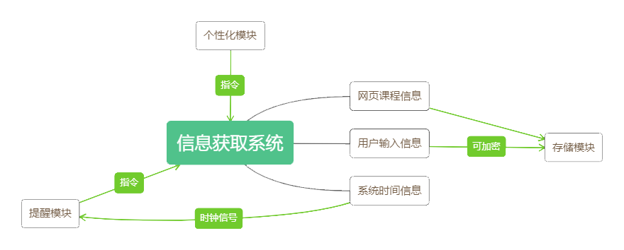 个性化模块
指令
网页课程信息
信息获取系统
用户输入信息
可加密
存储模块
指令
系统时间信息
提醒模块
时钟信号